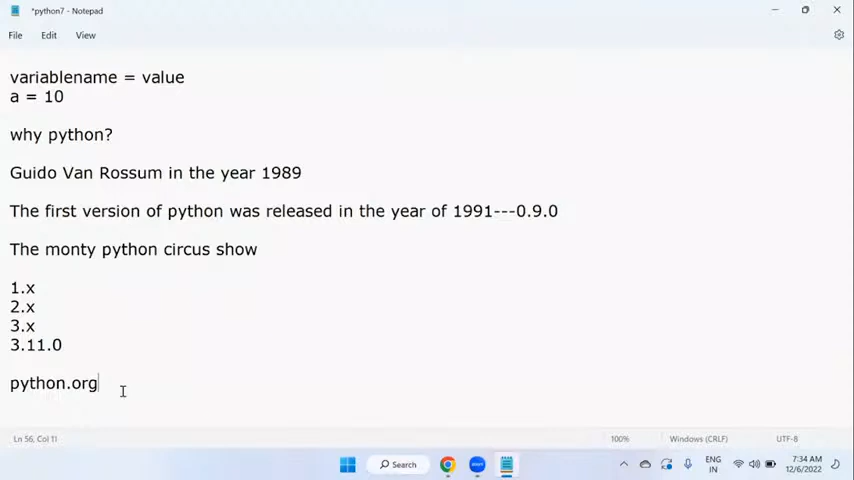 *python7 - Notepad
File Edit View
variablename = value
a = 10
why python?
Guido Van Rossum in the year 1989
The first version of python was released in the year of 1991---0.9.0
The monty python circus show
1.x
2.x
3.x
3.11.0
python.org
Ln 56, Col 11 100% Windows (CRLF) UTF-8
Search ENG IN 7:34 AM 12/6/2022